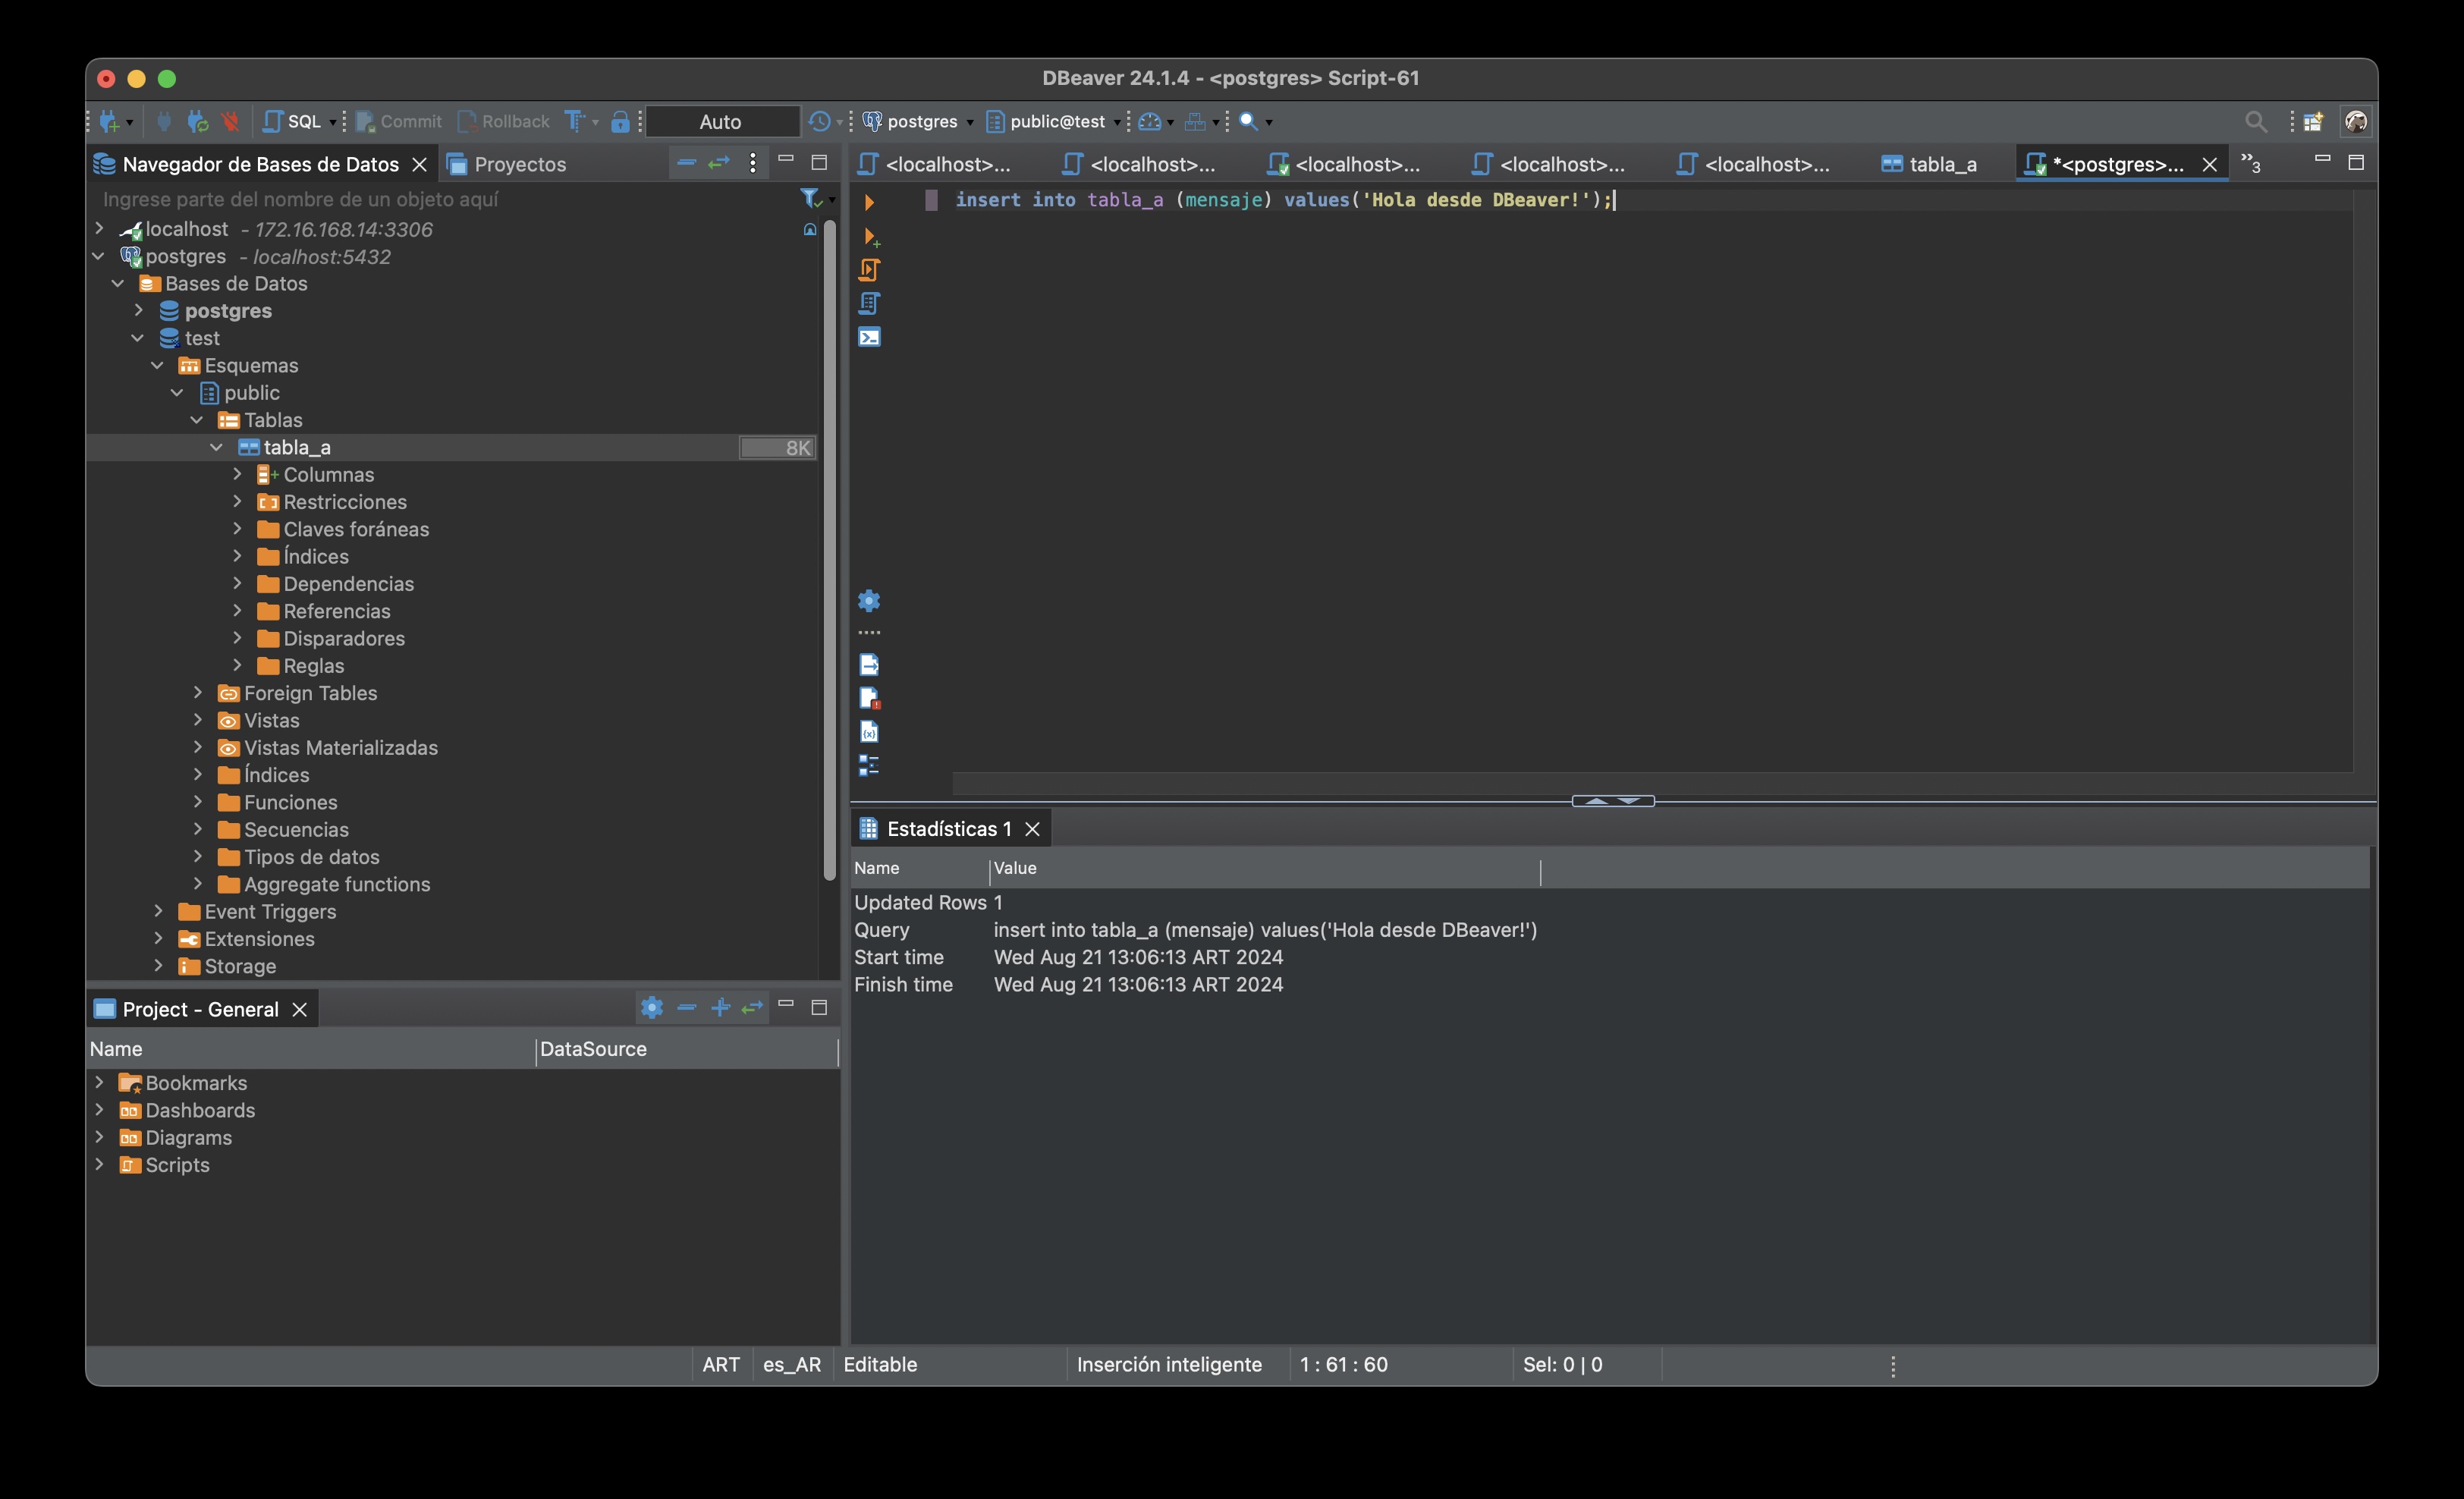 DBeaver 24.1.4 - <postgres> Script-61
SQL Commit Rollback Auto postgres public@test
Navegador de Bases de Datos Proyectos
<localhost>... <localhost>... <localhost>... <localhost>... <localhost>... tabla_a *<postgres>... »3
Ingrese parte del nombre de un objeto aquí
localhost - 172.16.168.14:3306
postgres - localhost:5432
Bases de Datos
postgres
test
Esquemas
public
Tablas
tabla_a 8K
Columnas
Restricciones
Claves foráneas
Índices
Dependencias
Referencias
Disparadores
Reglas
Foreign Tables
Vistas
Vistas Materializadas
Índices
Funciones
Secuencias
Tipos de datos
Aggregate functions
Event Triggers
Extensiones
Storage
insert into tabla_a (mensaje) values('Hola desde DBeaver!');
Estadísticas 1
Name Value
Updated Rows 1
Query insert into tabla_a (mensaje) values('Hola desde DBeaver!')
Start time Wed Aug 21 13:06:13 ART 2024
Finish time Wed Aug 21 13:06:13 ART 2024
Project - General
Name DataSource
Bookmarks
Dashboards
Diagrams
Scripts
ART es_AR Editable Inserción inteligente 1 : 61 : 60 Sel: 0 | 0